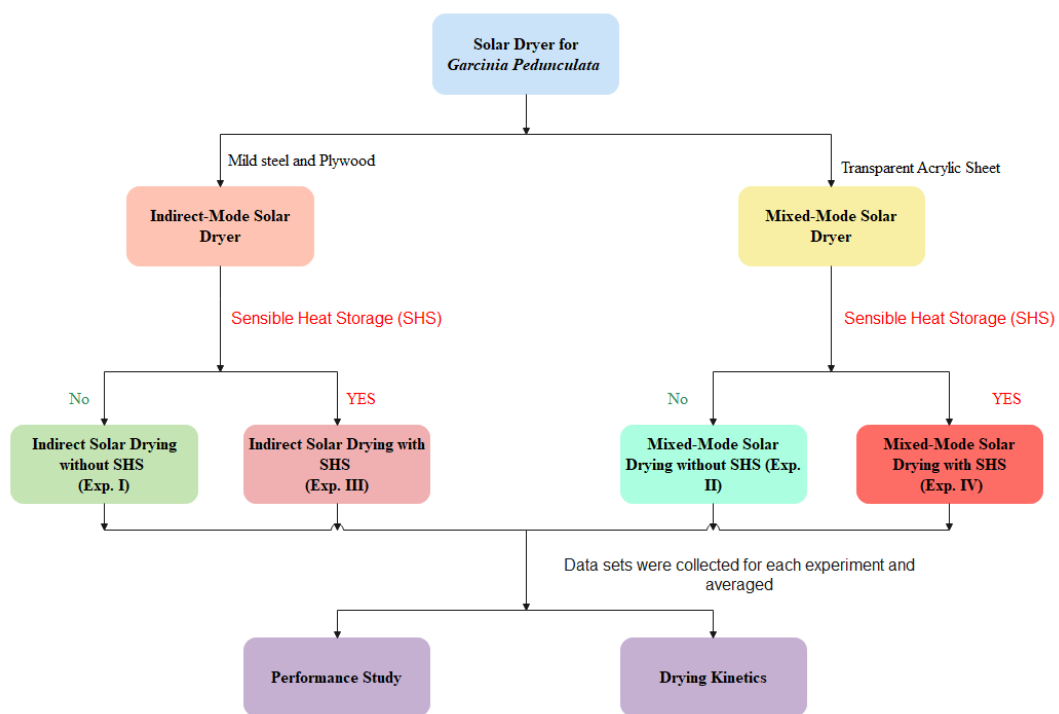 Solar Dryer for
Garcinia Pedunculata
Mild steel and Plywood
Transparent Acrylic Sheet
Indirect-Mode Solar
Dryer
Mixed-Mode Solar
Dryer
Sensible Heat Storage (SHS)
Sensible Heat Storage (SHS)
No
YES
No
YES
Indirect Solar Drying
without SHS
(Exp. I)
Indirect Solar Drying with
SHS
(Exp. III)
Mixed-Mode Solar
Drying without SHS (Exp.
II)
Mixed-Mode Solar
Drying with SHS
(Exp. IV)
Data sets were collected for each experiment and
averaged
Performance Study
Drying Kinetics